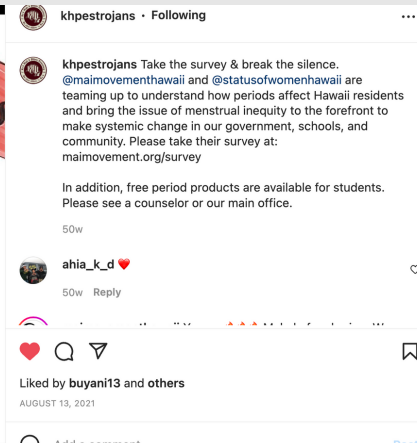 khpestrojans • Following
khpestrojans Take the survey & break the silence.
@maimovementhawaii and @statusofwomenhawaii are
teaming up to understand how periods affect Hawaii residents
and bring the issue of menstrual inequity to the forefront to
make systemic change in our government, schools, and
community. Please take their survey at:
maimovement.org/survey
In addition, free period products are available for students.
Please see a counselor or our main office.
50w
ahia_k_d ❤️
50w Reply
Liked by buyani13 and others
AUGUST 13, 2021
Add a comment